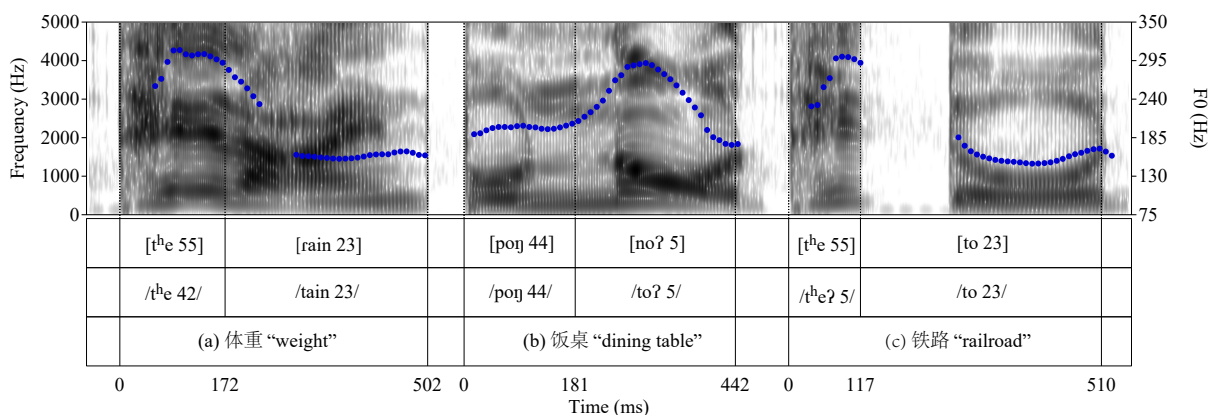 5000
4000
3000
2000
1000
0
Frequency (Hz)
350
295
240
185
130
75
F0 (Hz)
[tʰe 55] [rain 23] [poŋ 44] [noʔ 5] [tʰe 55] [to 23]
/tʰe 42/ /tain 23/ /poŋ 44/ /toʔ 5/ /tʰeʔ 5/ /to 23/
(a) 体重 “weight” (b) 饭桌 “dining table” (c) 铁路 “railroad”
0 172 502 0 181 442 0 117 510
Time (ms)